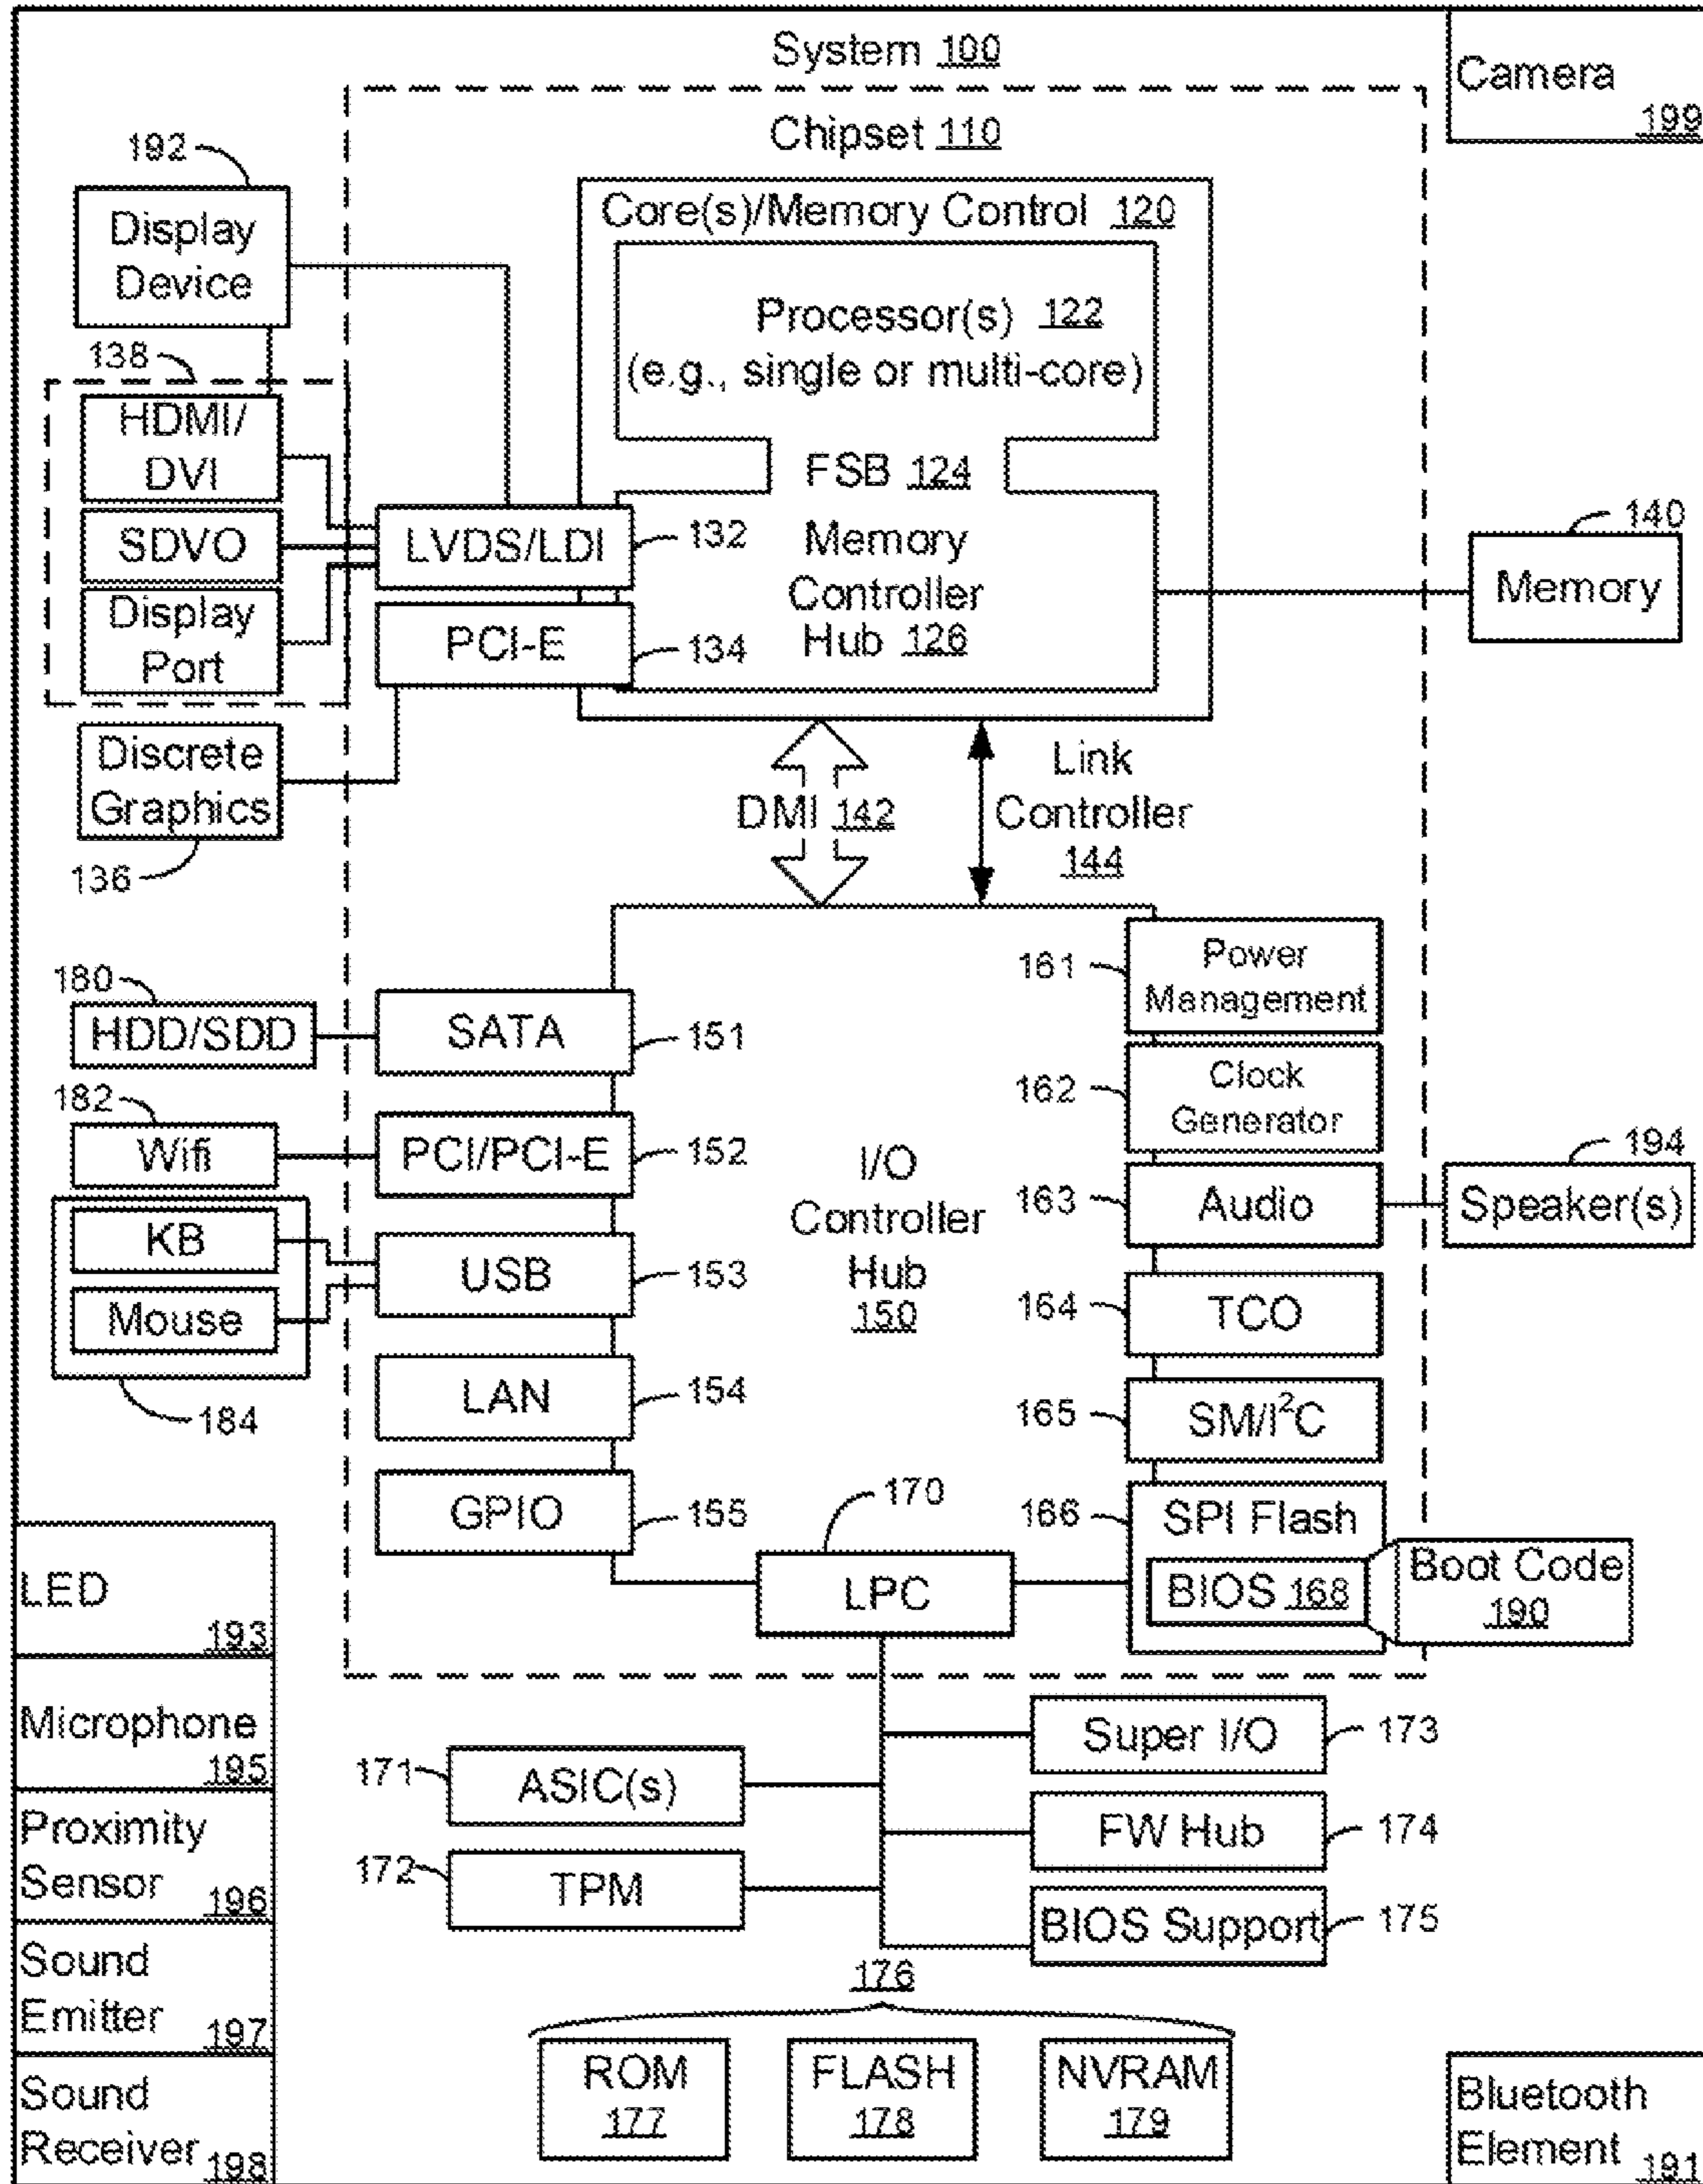 System 100
Camera
199
Chipset 110
192
Display
Device
Core(s)/Memory Control 120
Processor(s) 122
(e.g., single or multi-core)
138
HDMI/
DVI
SDVO
Display
Port
FSB 124
LVDS/LDI
132
PCI-E
134
Memory
Controller
Hub 126
140
Memory
Discrete
Graphics
136
DMI 142
Link
Controller
144
180
HDD/SDD
SATA
151
182
Wifi
PCI/PCI-E
152
KB
Mouse
184
USB
153
LAN
154
GPIO
155
I/O
Controller
Hub
150
161
Power
Management
162
Clock
Generator
163
Audio
194
Speaker(s)
164
TCO
165
SM/I²C
166
SPI Flash
BIOS 168
Boot Code
190
170
LPC
LED
193
Microphone
195
Proximity
Sensor
196
Sound
Emitter
197
Sound
Receiver
198
171
ASIC(s)
172
TPM
Super I/O
173
FW Hub
174
BIOS Support
175
176
ROM
177
FLASH
178
NVRAM
179
Bluetooth
Element
191